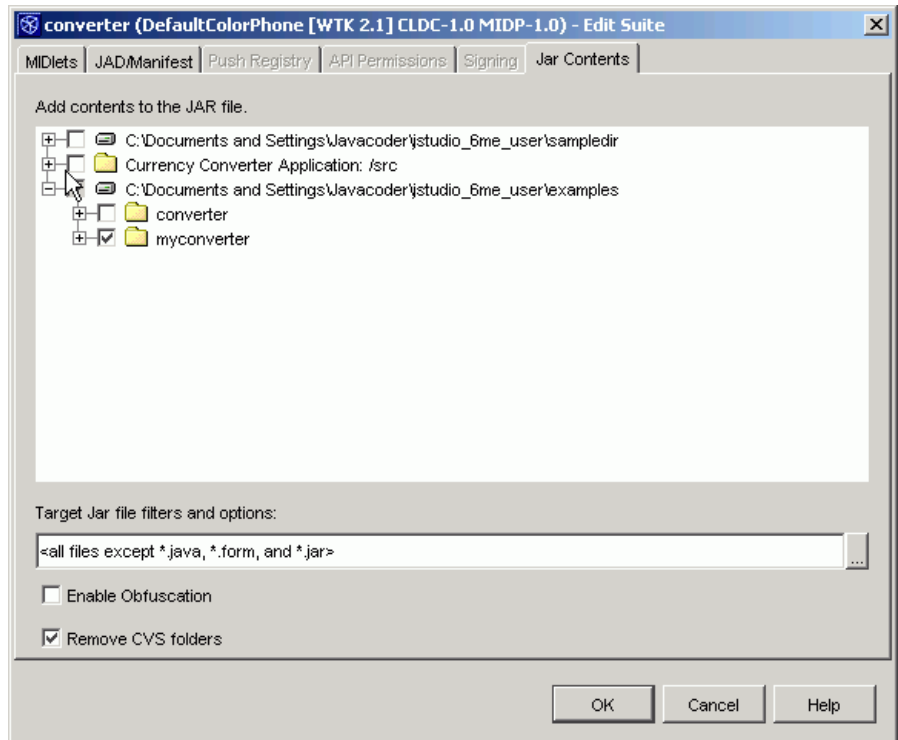 converter (DefaultColorPhone [WTK 2.1] CLDC-1.0 MIDP-1.0) - Edit Suite
MIDlets JAD/Manifest Push Registry API Permissions Signing Jar Contents
Add contents to the JAR file.
C:\Documents and Settings\Javacoder\jstudio_6me_user\sampledir
Currency Converter Application: /src
C:\Documents and Settings\Javacoder\jstudio_6me_user\examples
converter
myconverter
Target Jar file filters and options:
<all files except *.java, *.form, and *.jar>
...
Enable Obfuscation
Remove CVS folders
OK Cancel Help